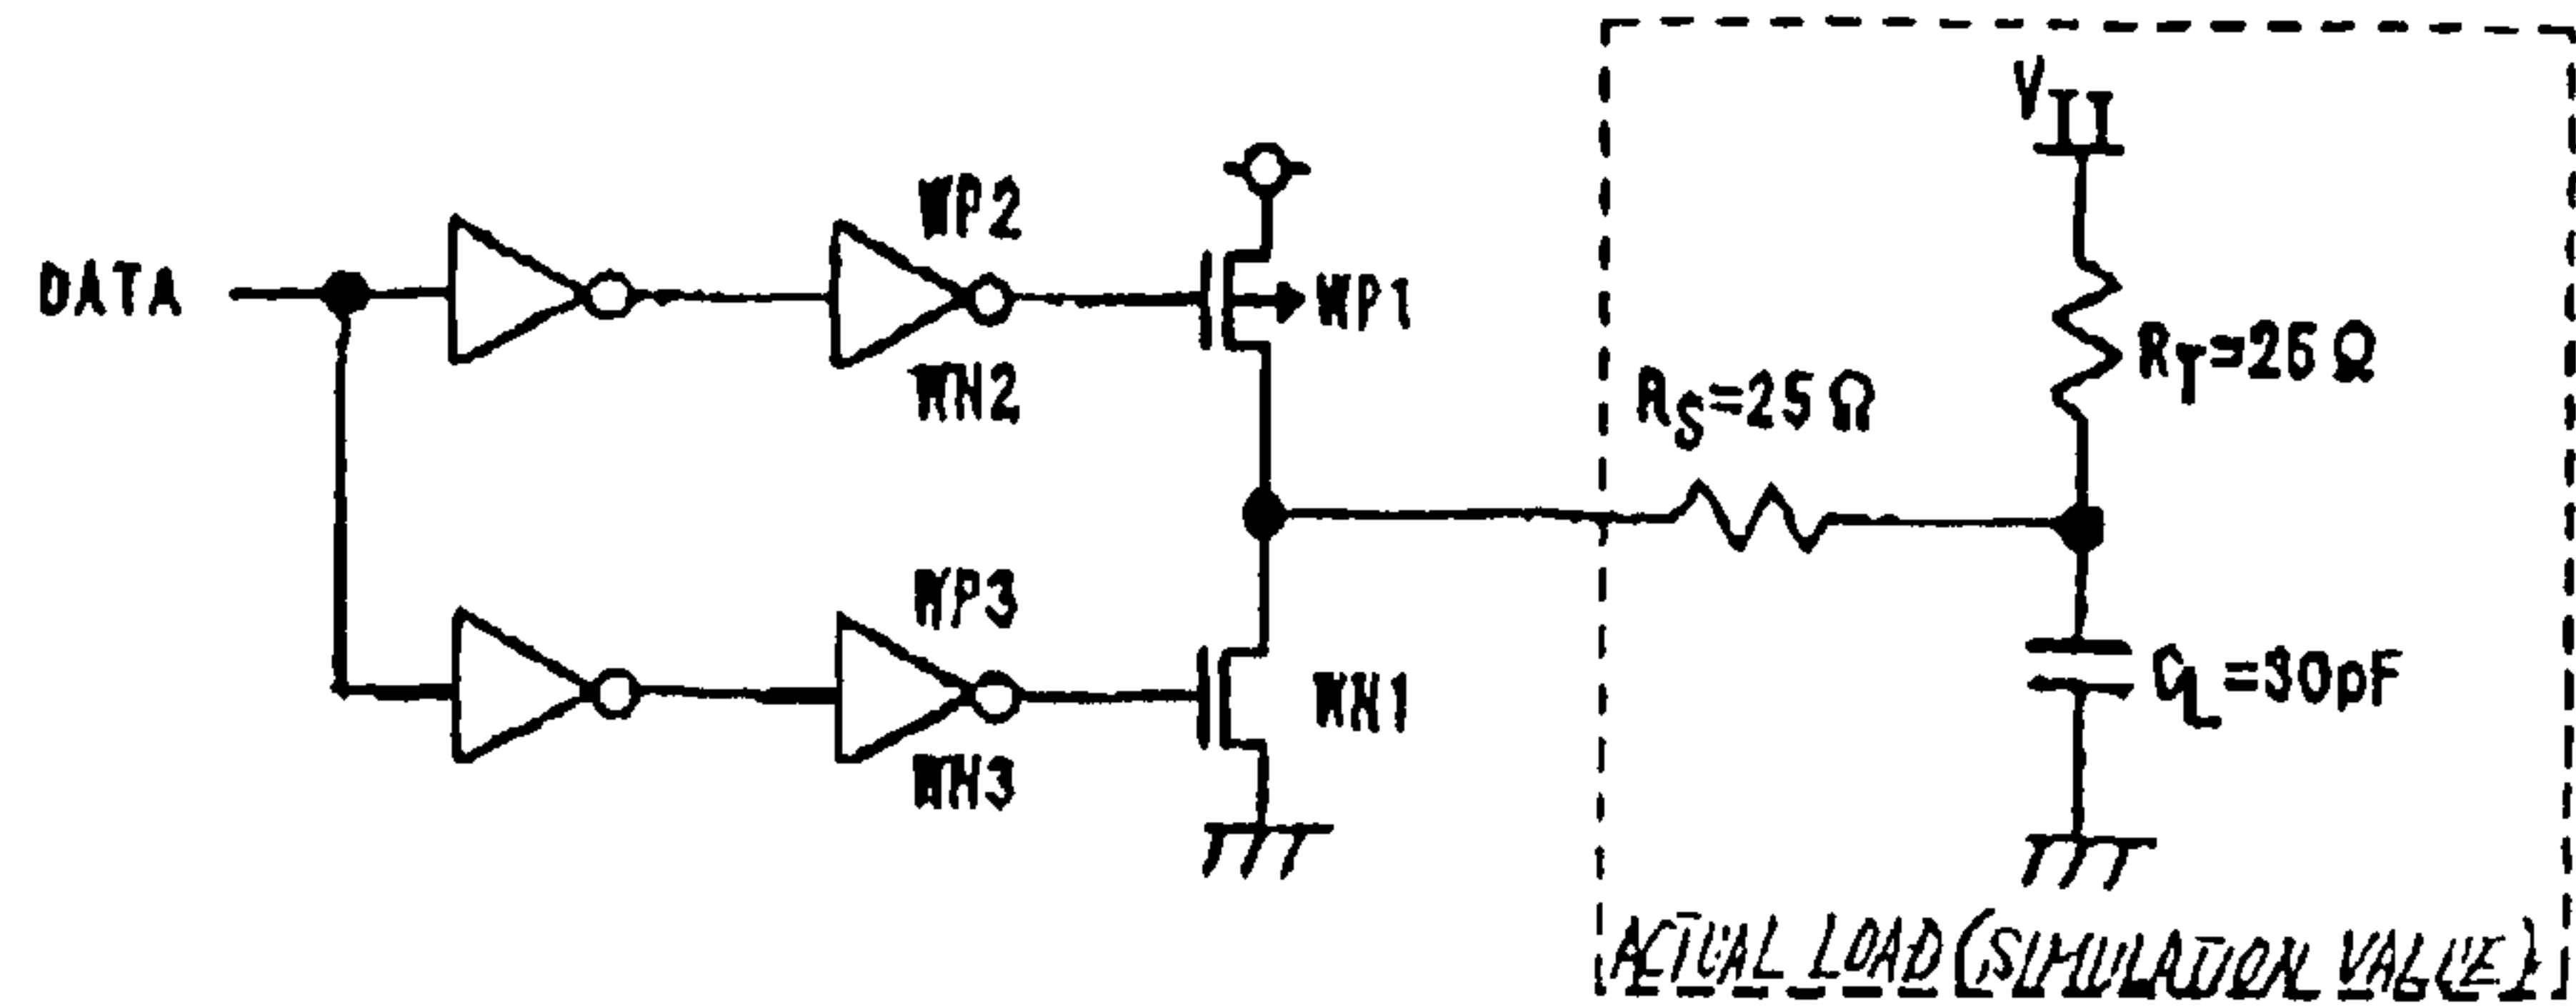 DATA
WP2
WN2
WP1
WP3
WN3
WN1
VTT
RS=25Ω
RT=25Ω
CL=30pF
ACTUAL LOAD (SIMULATION VALUE)